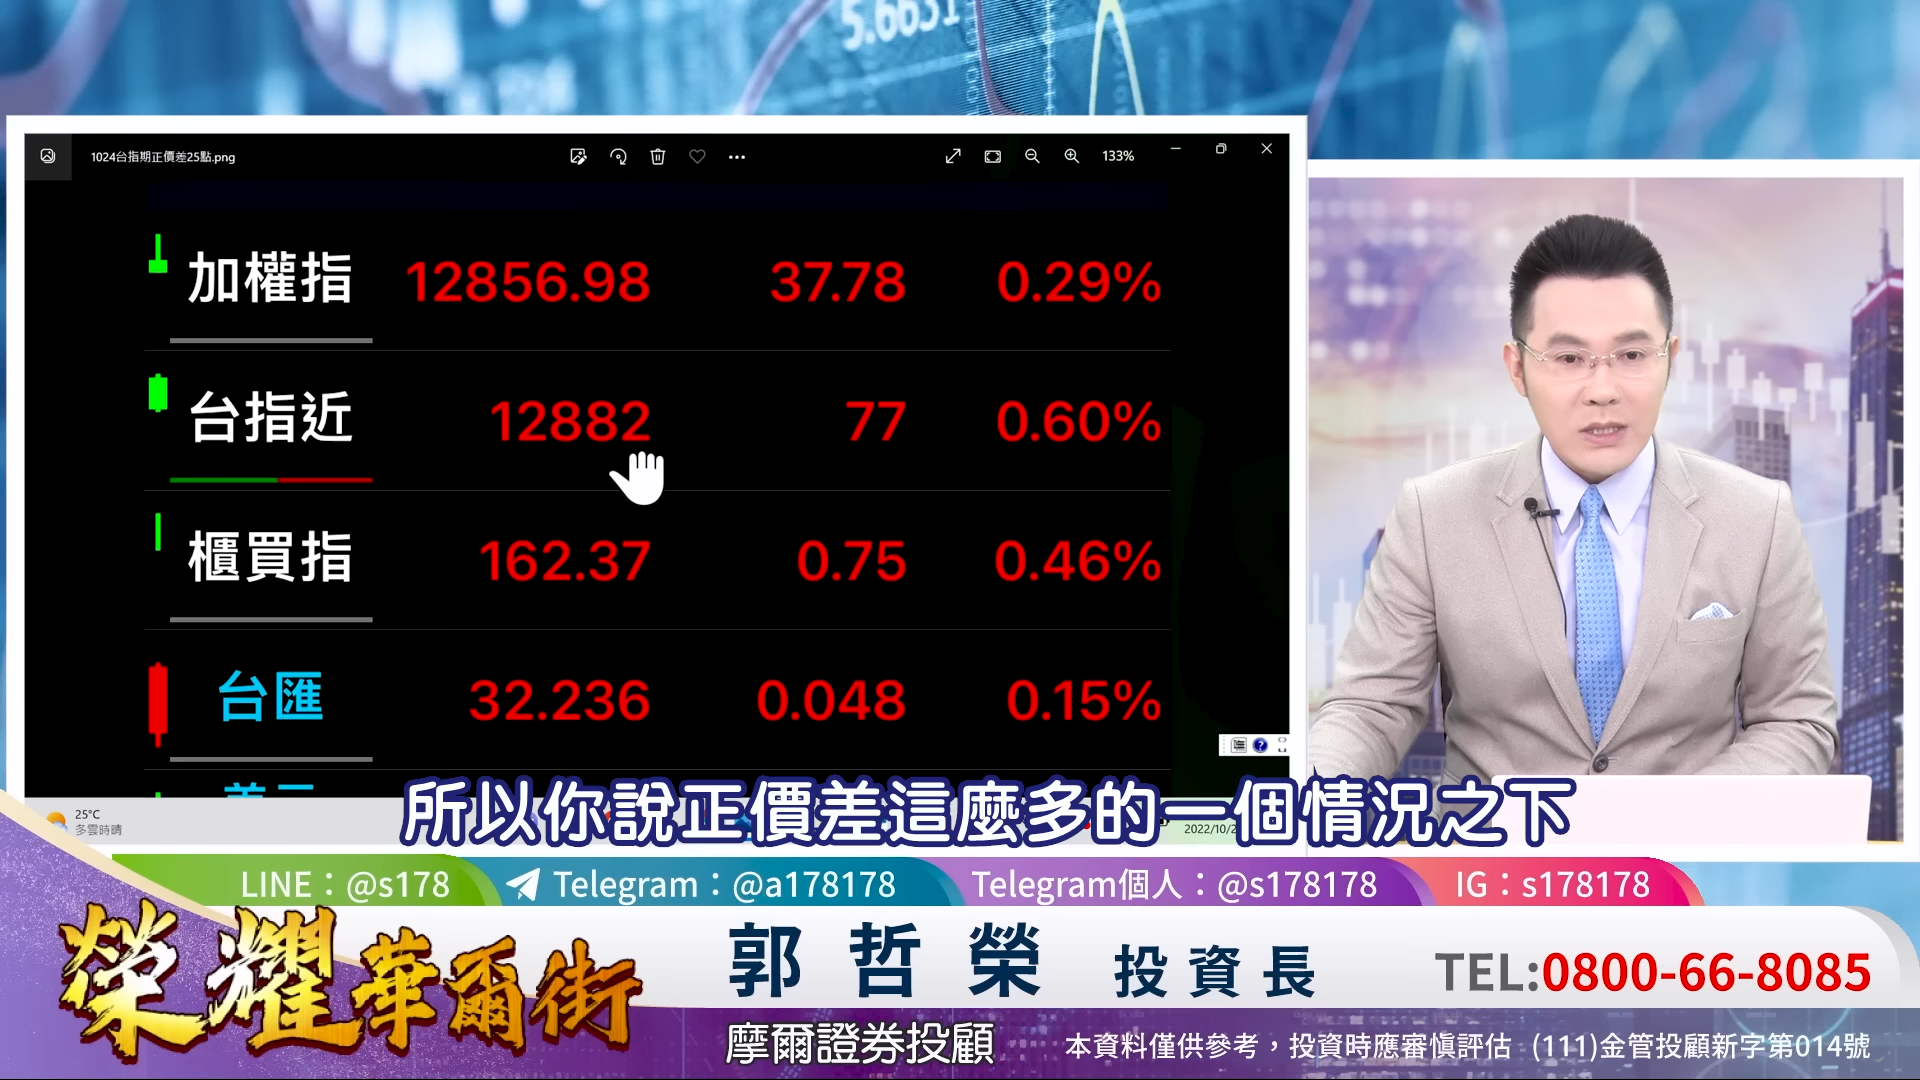 5.6631
1024台指期正價差25點.png
133%
加權指 12856.98 37.78 0.29%
台指近 12882 77 0.60%
櫃買指 162.37 0.75 0.46%
台匯 32.236 0.048 0.15%
25°C
多雲時晴
2022/10/2
所以你說正價差這麼多的一個情況之下
LINE：@s178 Telegram：@a178178 Telegram個人：@s178178 IG：s178178
榮耀華爾街
郭哲榮 投資長 TEL:0800-66-8085
摩爾證券投顧 本資料僅供參考，投資時應審慎評估 (111)金管投顧新字第014號